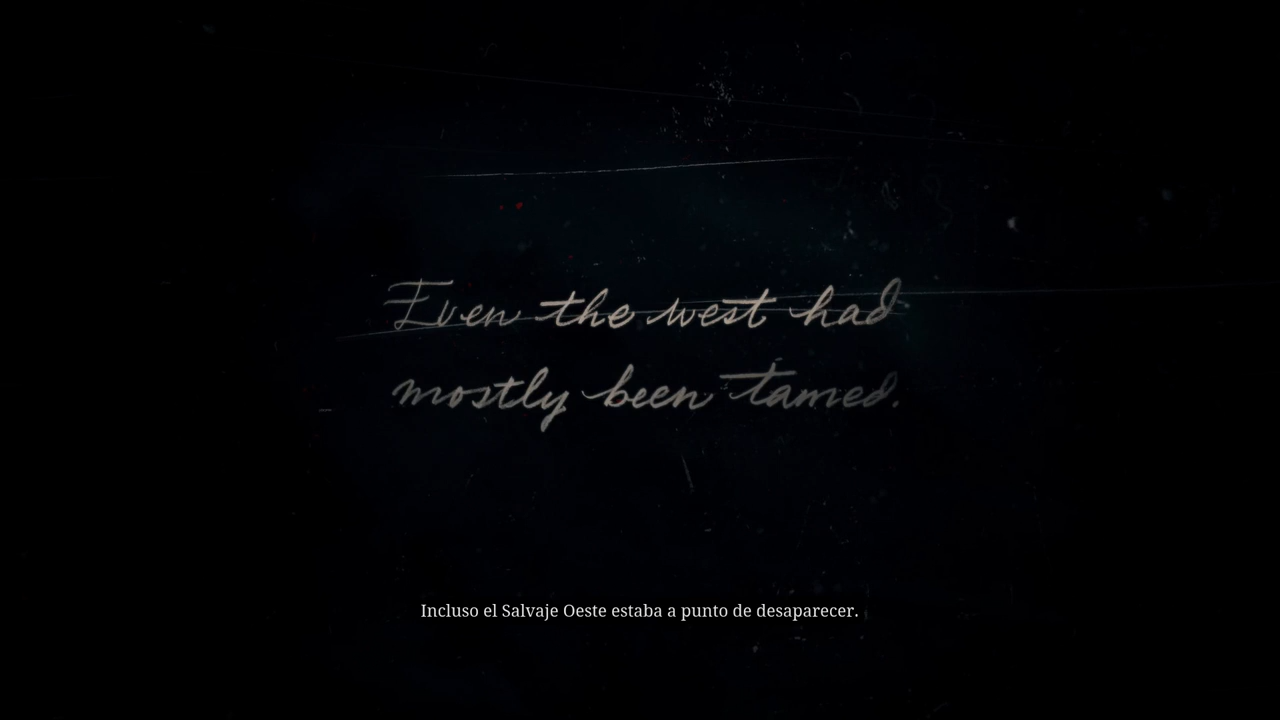 Even the west had
mostly been tamed.
Incluso el Salvaje Oeste estaba a punto de desaparecer.